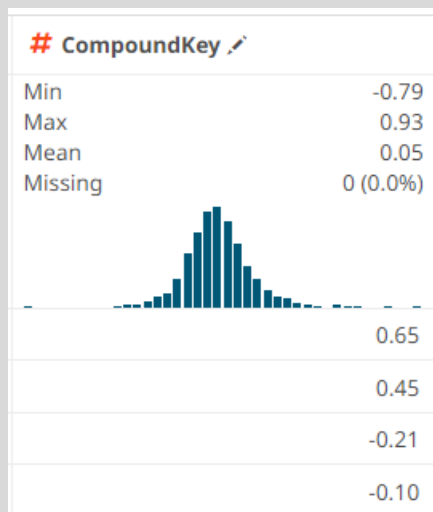 # CompoundKey
Min -0.79
Max 0.93
Mean 0.05
Missing 0 (0.0%)
0.65
0.45
-0.21
-0.10